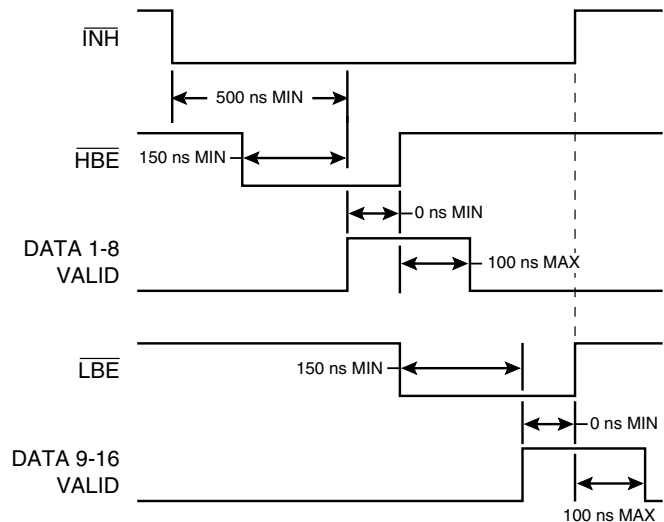 INH
500 ns MIN
HBE
150 ns MIN
0 ns MIN
DATA 1-8
VALID
100 ns MAX
LBE
150 ns MIN
0 ns MIN
DATA 9-16
VALID
100 ns MAX